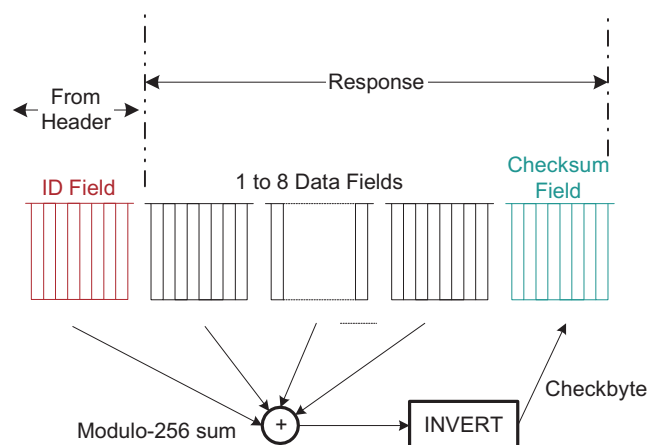 Response
From
Header
ID Field
1 to 8 Data Fields
Checksum
Field
Modulo-256 sum
+
INVERT
Checkbyte